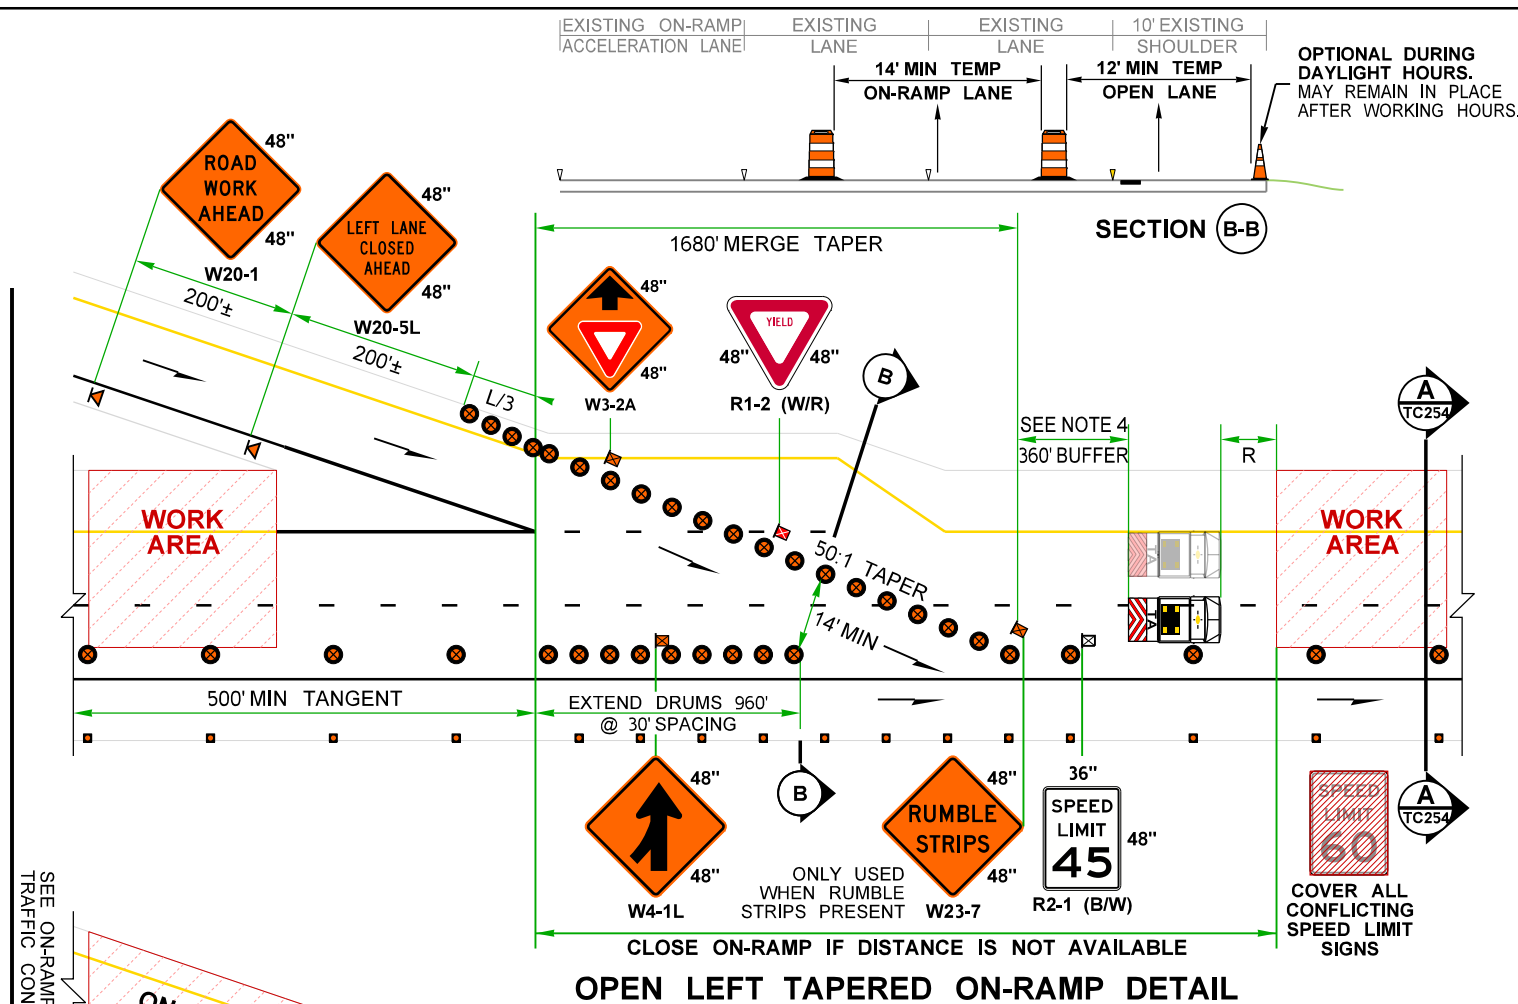 EXISTING ON-RAMP
ACCELERATION LANE
EXISTING
LANE
EXISTING
LANE
10' EXISTING
SHOULDER
14' MIN TEMP
ON-RAMP LANE
12' MIN TEMP
OPEN LANE
OPTIONAL DURING
DAYLIGHT HOURS.
MAY REMAIN IN PLACE
AFTER WORKING HOURS.
SECTION B-B
ROAD
WORK
AHEAD
48"
48"
W20-1
LEFT LANE
CLOSED
AHEAD
48"
48"
W20-5L
200'±
200'±
L/3
1680' MERGE TAPER
48"
48"
W3-2A
YIELD
48"
48"
R1-2 (W/R)
B
SEE NOTE 4
360' BUFFER
R
A
TC254
WORK
AREA
WORK
AREA
50:1 TAPER
14' MIN
500' MIN TANGENT
EXTEND DRUMS 960'
@ 30' SPACING
48"
48"
W4-1L
B
RUMBLE
STRIPS
48"
48"
W23-7
ONLY USED
WHEN RUMBLE
STRIPS PRESENT
36"
SPEED
LIMIT
45
48"
R2-1 (B/W)
SPEED
LIMIT
60
COVER ALL
CONFLICTING
SPEED LIMIT
SIGNS
A
TC254
CLOSE ON-RAMP IF DISTANCE IS NOT AVAILABLE
OPEN LEFT TAPERED ON-RAMP DETAIL
SEE ON-RAMP
TRAFFIC CON
ON